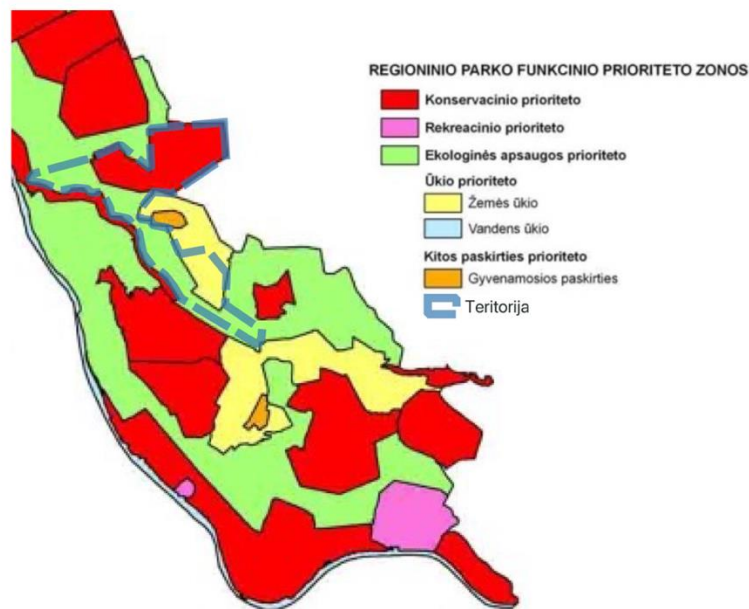 REGIONINIO PARKO FUNKCINIO PRIORITETO ZONOS
Konservacinio prioriteto
Rekreacinio prioriteto
Ekologinės apsaugos prioriteto
Ūkio prioriteto
Žemės ūkio
Vandens ūkio
Kitos paskirties prioriteto
Gyvenamosios paskirties
Teritorija